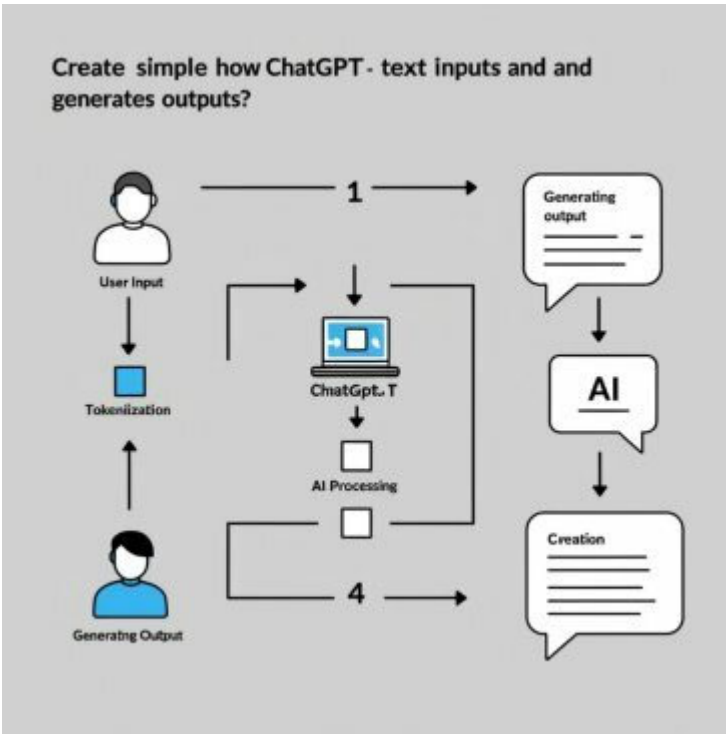 Create simple how ChatGPT - text inputs and and
generates outputs?
1
Generating
output
User Input
ChatGpt. T
Tokeniization
AI
AI Processing
Creation
4
Generatng Output